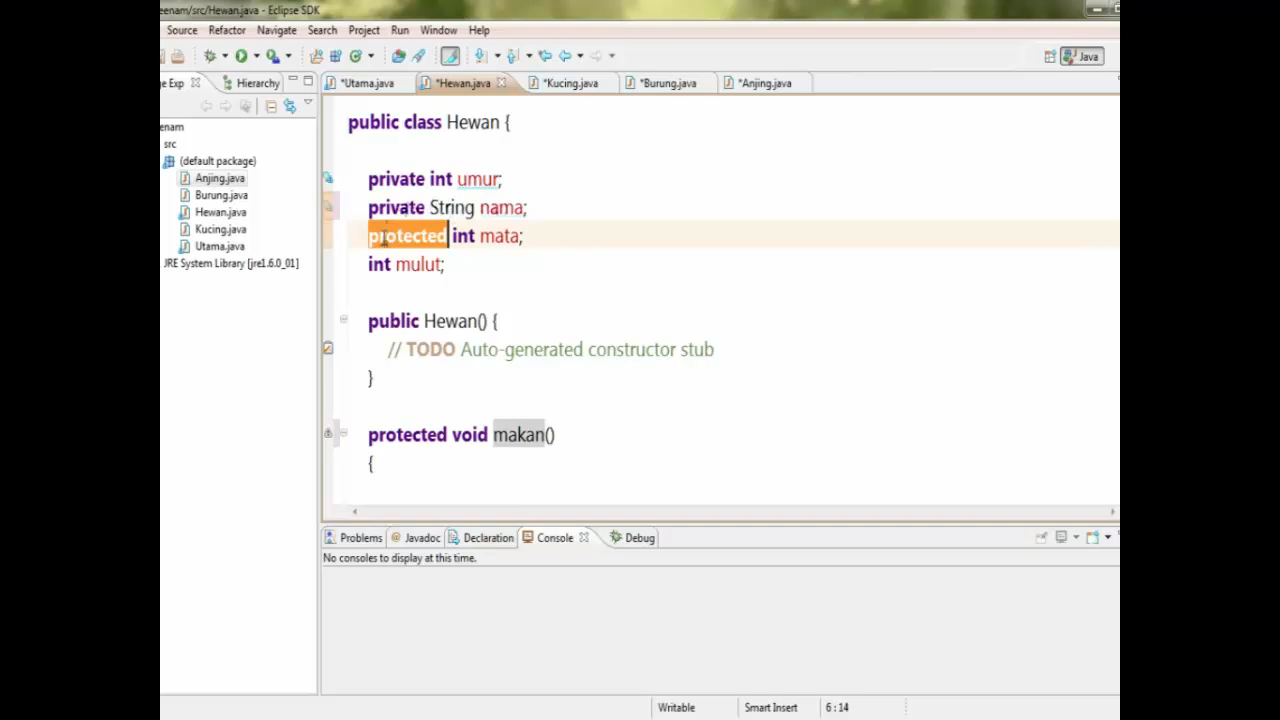 eenam/src/Hewan.java - Eclipse SDK
Source Refactor Navigate Search Project Run Window Help
Java
ge Exp Hierarchy
*Utama.java *Hewan.java *Kucing.java *Burung.java *Anjing.java
enam
src
(default package)
Anjing.java
Burung.java
Hewan.java
Kucing.java
Utama.java
JRE System Library [jre1.6.0_01]
public class Hewan {
private int umur;
private String nama;
protected int mata;
int mulut;
public Hewan() {
// TODO Auto-generated constructor stub
}
protected void makan()
{
Problems @ Javadoc Declaration Console Debug
No consoles to display at this time.
Writable Smart Insert 6 : 14